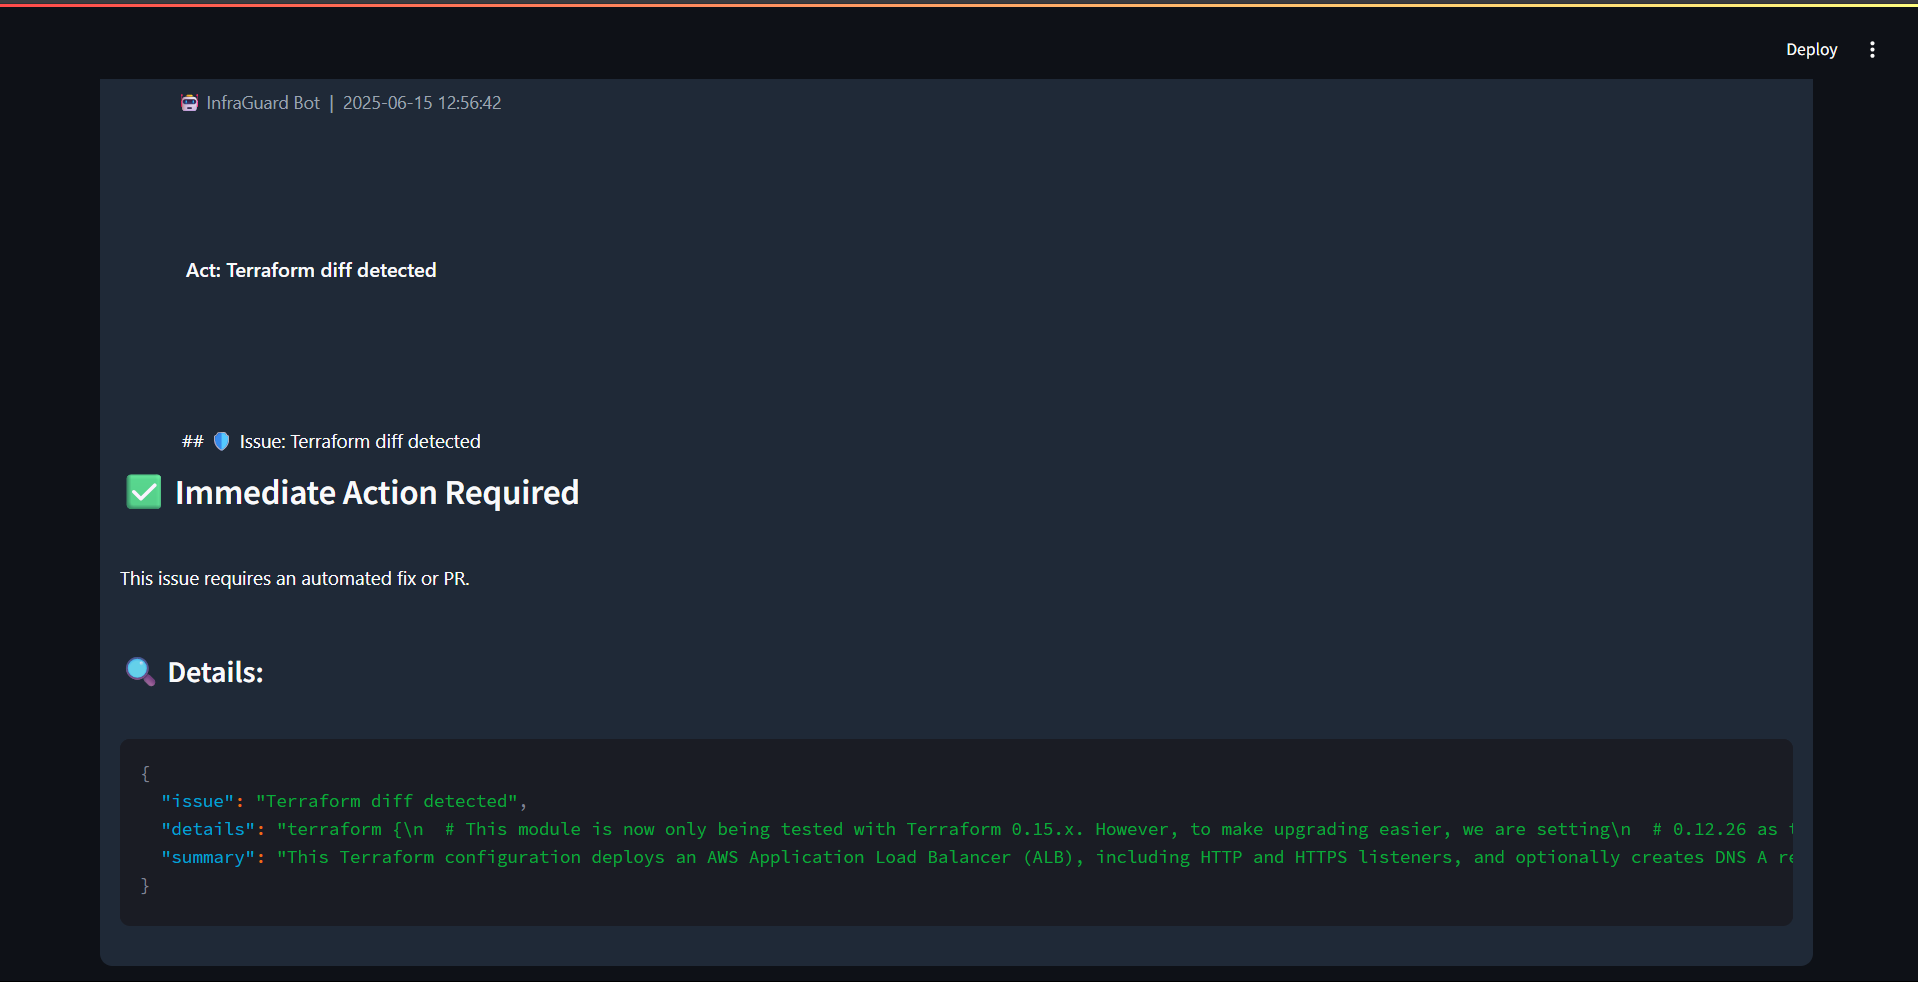 Deploy
InfraGuard Bot | 2025-06-15 12:56:42
Act: Terraform diff detected
## Issue: Terraform diff detected
Immediate Action Required
This issue requires an automated fix or PR.
Details:
{
"issue": "Terraform diff detected",
"details": "terraform {\n  # This module is now only being tested with Terraform 0.15.x. However, to make upgrading easier, we are setting\n  # 0.12.26 as
"summary": "This Terraform configuration deploys an AWS Application Load Balancer (ALB), including HTTP and HTTPS listeners, and optionally creates DNS A
}